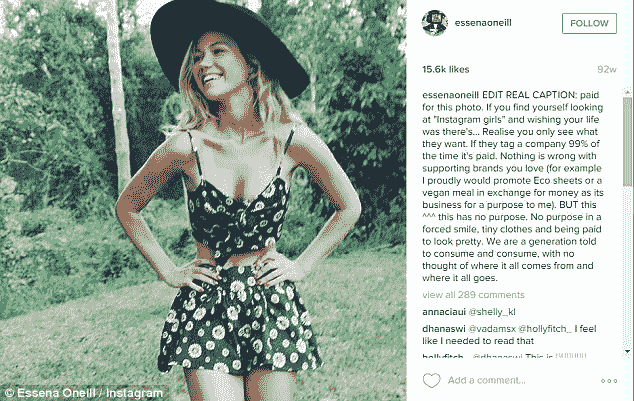 essenaoneill
FOLLOW
15.6k likes
92w
essenaoneill EDIT REAL CAPTION: paid
for this photo. If you find yourself looking
at "Instagram girls" and wishing your life
was there's... Realise you only see what
they want. If they tag a company 99% of
the time it's paid. Nothing is wrong with
supporting brands you love (for example
I proudly would promote Eco sheets or a
vegan meal in exchange for money as its
business for a purpose to me). BUT this
^^^ this has no purpose. No purpose in a
forced smile, tiny clothes and being paid
to look pretty. We are a generation told
to consume and consume, with no
thought of where it all comes from and
where it all goes.
view all 289 comments
annaciaui @shelly_kl
dhanaswi @vadamsx @hollyfitch_ I feel
like I needed to read that
hollyfitch_ @dhanaswi This is
Add a comment...
© Essena Oneill / Instagram